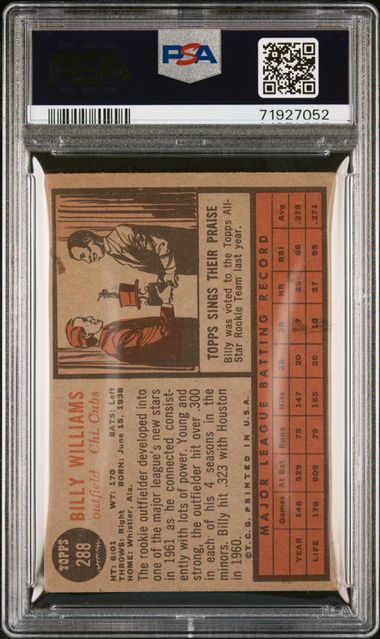 PSA
PSA
71927052
TOPPS
288
BILLY WILLIAMS
outfield Chi. Cubs
HT: 6:01 WT: 170 BATS: Left
THROWS: Right BORN: June 15, 1938
HOME: Whistler, Ala.
The rookie outfielder developed into
one of the major league's new stars
in 1961 as he connected consist-
ently with lots of power. Young and
strong, the outfielder hit over .300
in each of his 4 seasons in the
minors. Billy hit .323 with Houston
in 1960.
©T.C.G. PRINTED IN U.S.A.
TOPPS SINGS THEIR PRAISE
Billy was voted to the Topps All-
Star Rookie Team last year.
MAJOR LEAGUE BATTING RECORD
Games At Bat Runs Hits 2B 3B HR RBI Avg.
YEAR 146 529 75 147 20 7 25 86 .278
LIFE 176 609 79 165 20 10 27 95 .271